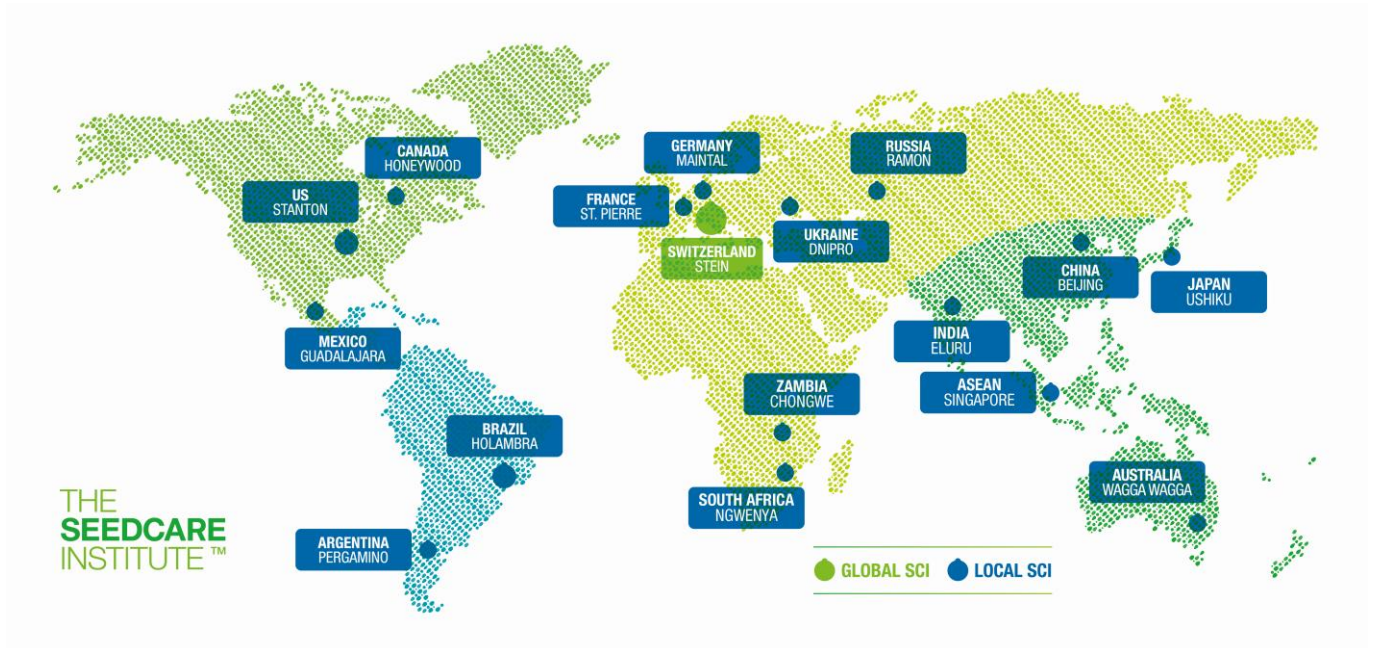 CANADA
HONEYWOOD
US
STANTON
MEXICO
GUADALAJARA
BRAZIL
HOLAMBRA
ARGENTINA
PERGAMINO
GERMANY
MAINTAL
FRANCE
ST. PIERRE
SWITZERLAND
STEIN
RUSSIA
RAMON
UKRAINE
DNIPRO
CHINA
BEIJING
JAPAN
USHIKU
INDIA
ELURU
ASEAN
SINGAPORE
ZAMBIA
CHONGWE
SOUTH AFRICA
NGWENYA
AUSTRALIA
WAGGA WAGGA
THE
SEEDCARE
INSTITUTE ™
GLOBAL SCI
LOCAL SCI